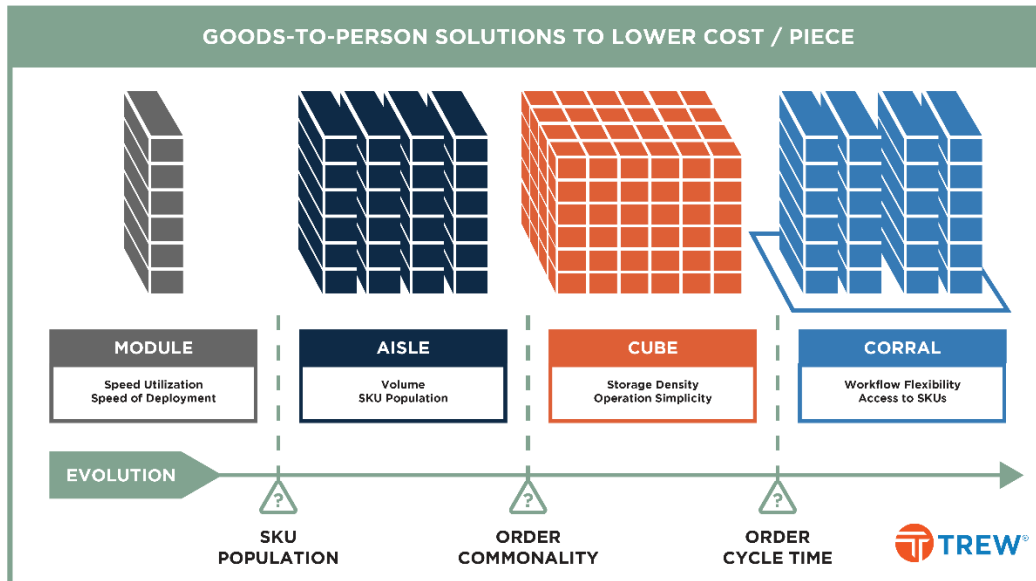 GOODS-TO-PERSON SOLUTIONS TO LOWER COST / PIECE
MODULE
Speed Utilization
Speed of Deployment
AISLE
Volume
SKU Population
CUBE
Storage Density
Operation Simplicity
CORRAL
Workflow Flexibility
Access to SKUs
EVOLUTION
?
?
?
SKU
POPULATION
ORDER
COMMONALITY
ORDER
CYCLE TIME
TREW®